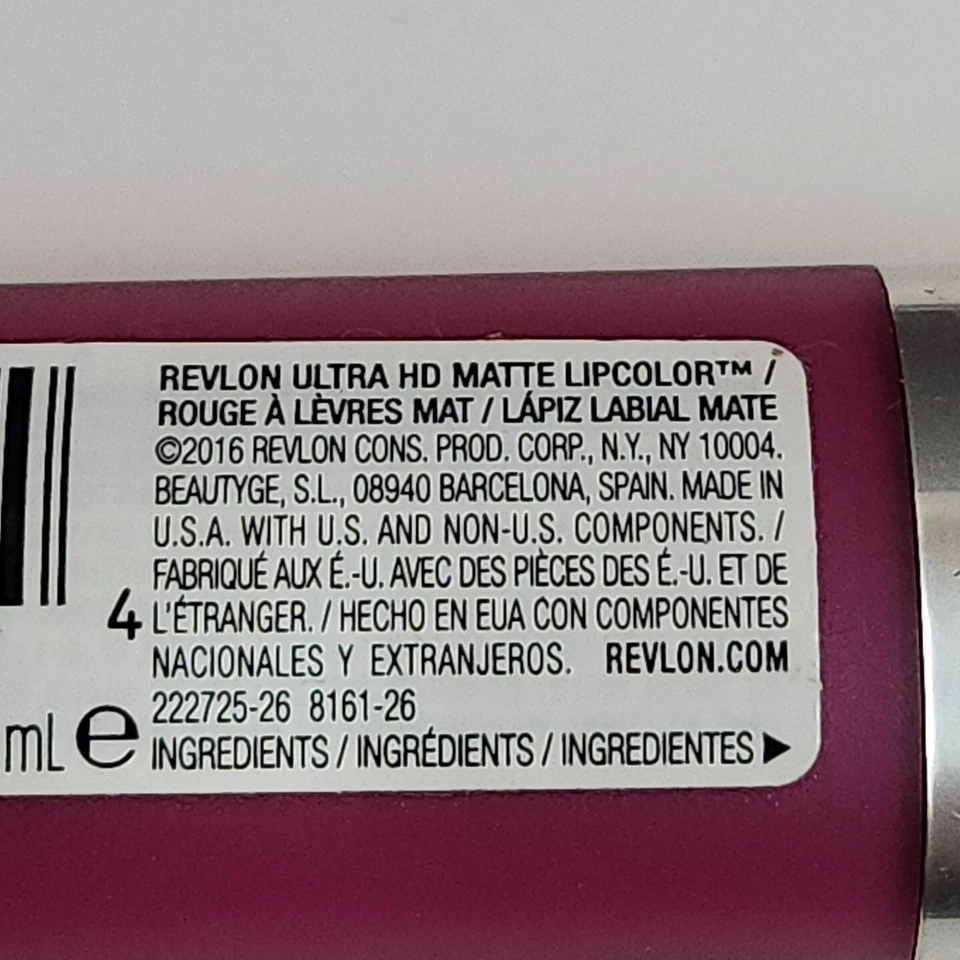 REVLON ULTRA HD MATTE LIPCOLOR™ /
ROUGE À LÈVRES MAT / LÁPIZ LABIAL MATE
©2016 REVLON CONS. PROD. CORP., N.Y., NY 10004.
BEAUTYGE, S.L., 08940 BARCELONA, SPAIN. MADE IN
U.S.A. WITH U.S. AND NON-U.S. COMPONENTS. /
FABRIQUÉ AUX É.-U. AVEC DES PIÈCES DES É.-U. ET DE
4 L'ÉTRANGER. / HECHO EN EUA CON COMPONENTES
NACIONALES Y EXTRANJEROS. REVLON.COM
222725-26 8161-26
mL e INGREDIENTS / INGRÉDIENTS / INGREDIENTES ▶